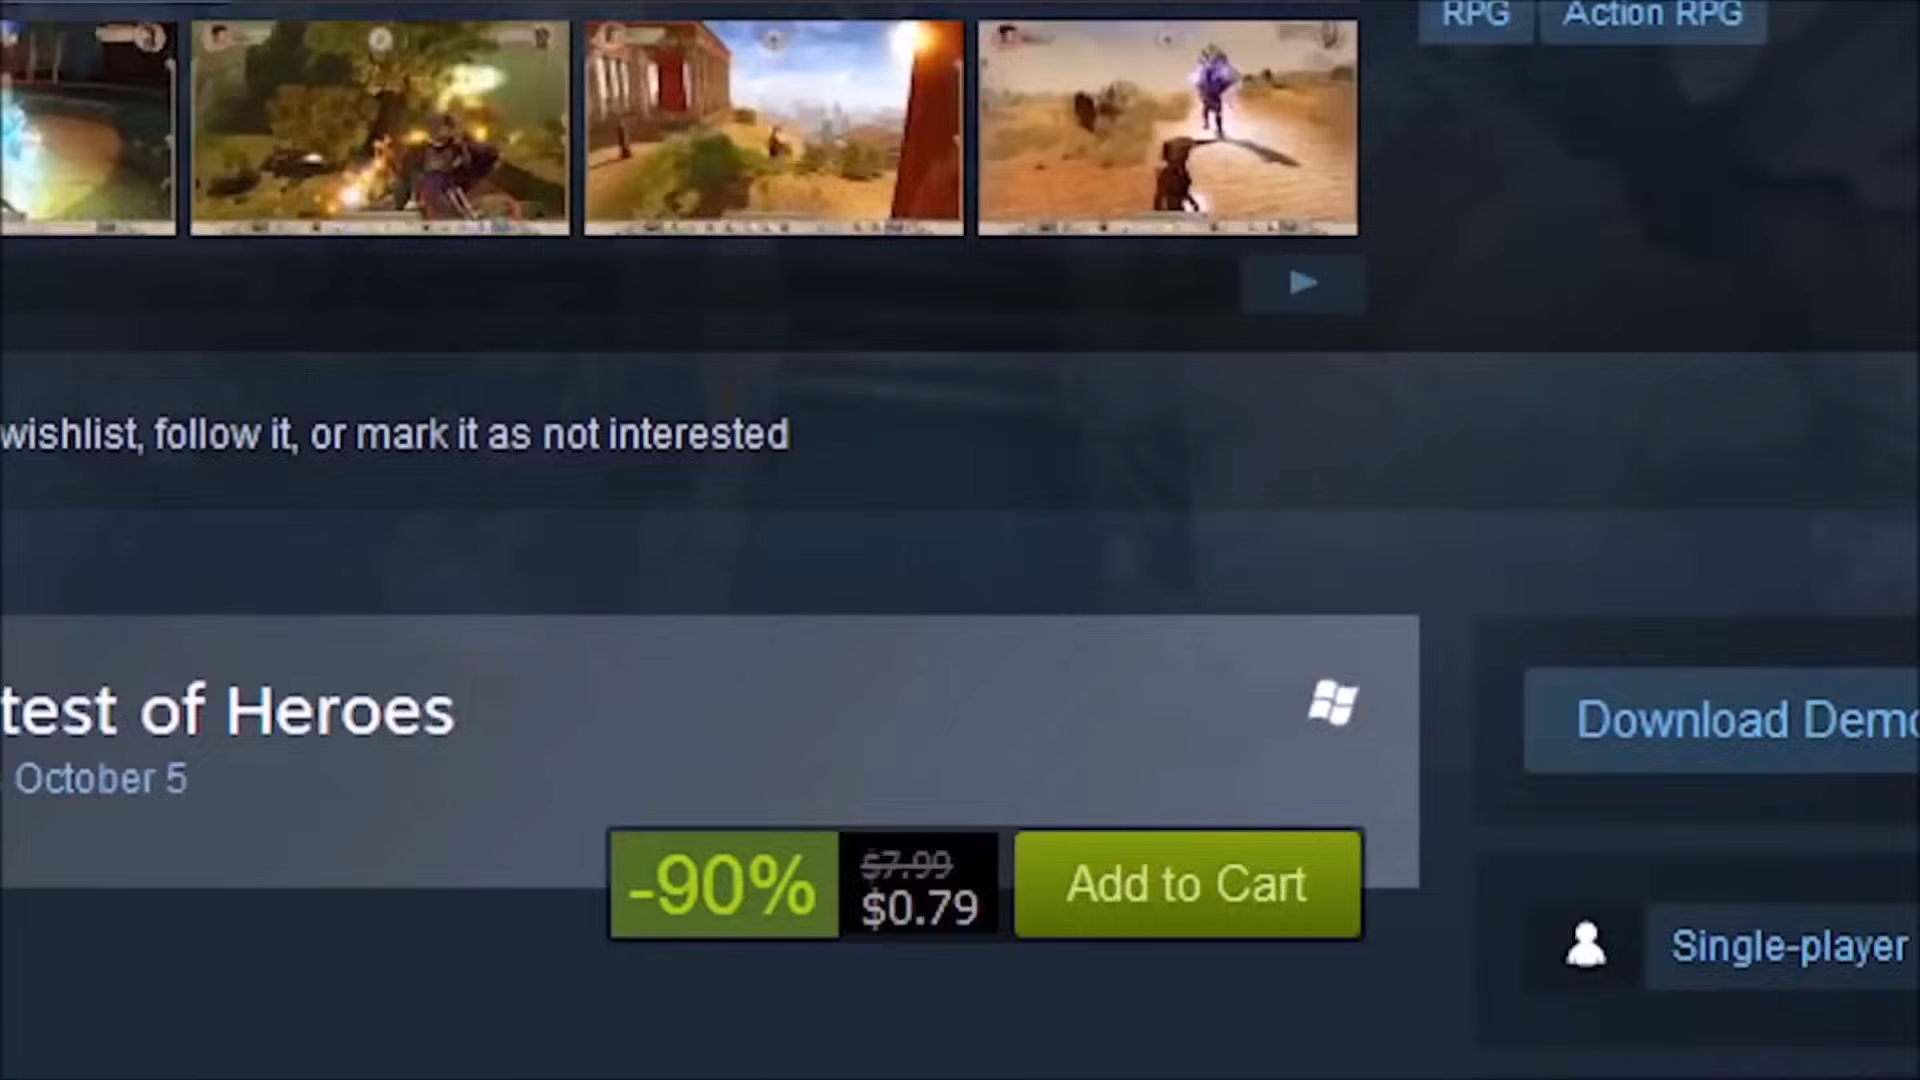 RPG
Action RPG
wishlist, follow it, or mark it as not interested
test of Heroes
October 5
Download Demo
-90%
$7.99
$0.79
Add to Cart
Single-player